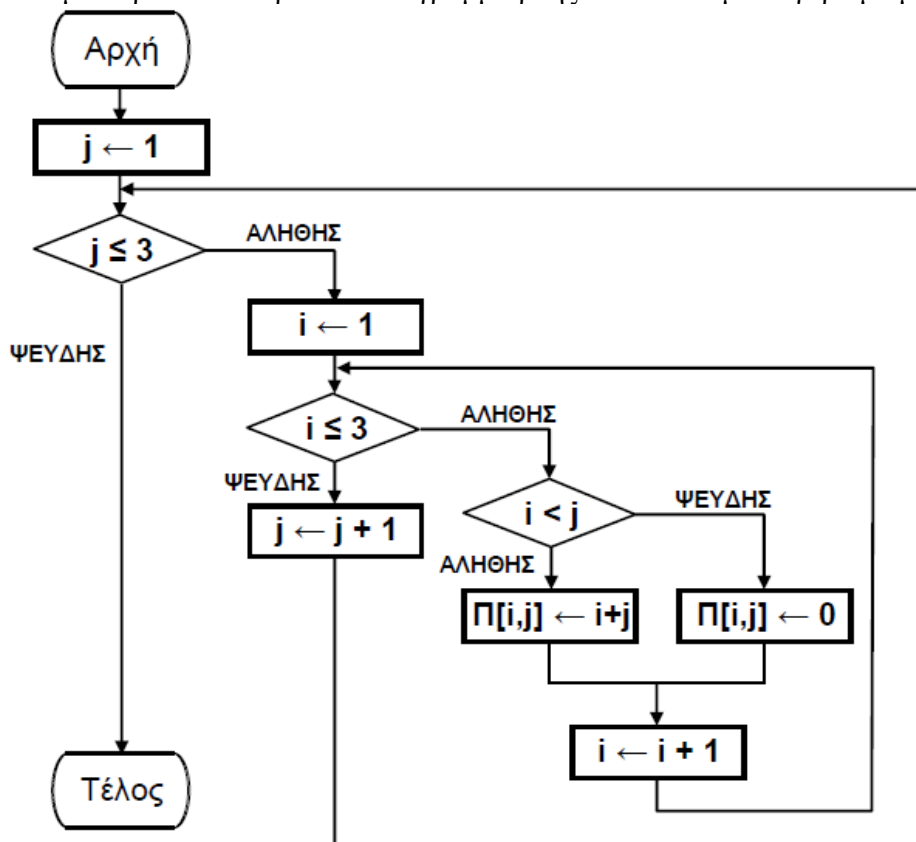 Αρχή
j ← 1
j ≤ 3
ΑΛΗΘΗΣ
i ← 1
ΨΕΥΔΗΣ
i ≤ 3
ΑΛΗΘΗΣ
ΨΕΥΔΗΣ
j ← j + 1
i < j
ΨΕΥΔΗΣ
ΑΛΗΘΗΣ
Π[i,j] ← i+j
Π[i,j] ← 0
i ← i + 1
Τέλος